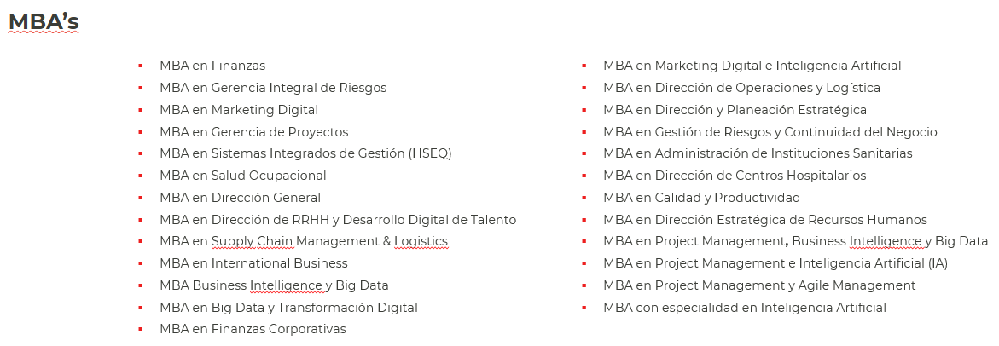 MBA's
MBA en Finanzas
MBA en Gerencia Integral de Riesgos
MBA en Marketing Digital
MBA en Gerencia de Proyectos
MBA en Sistemas Integrados de Gestión (HSEQ)
MBA en Salud Ocupacional
MBA en Dirección General
MBA en Dirección de RRHH y Desarrollo Digital de Talento
MBA en Supply Chain Management & Logistics
MBA en International Business
MBA Business Intelligence y Big Data
MBA en Big Data y Transformación Digital
MBA en Finanzas Corporativas
MBA en Marketing Digital e Inteligencia Artificial
MBA en Dirección de Operaciones y Logística
MBA en Dirección y Planeación Estratégica
MBA en Gestión de Riesgos y Continuidad del Negocio
MBA en Administración de Instituciones Sanitarias
MBA en Dirección de Centros Hospitalarios
MBA en Calidad y Productividad
MBA en Dirección Estratégica de Recursos Humanos
MBA en Project Management, Business Intelligence y Big Data
MBA en Project Management e Inteligencia Artificial (IA)
MBA en Project Management y Agile Management
MBA con especialidad en Inteligencia Artificial